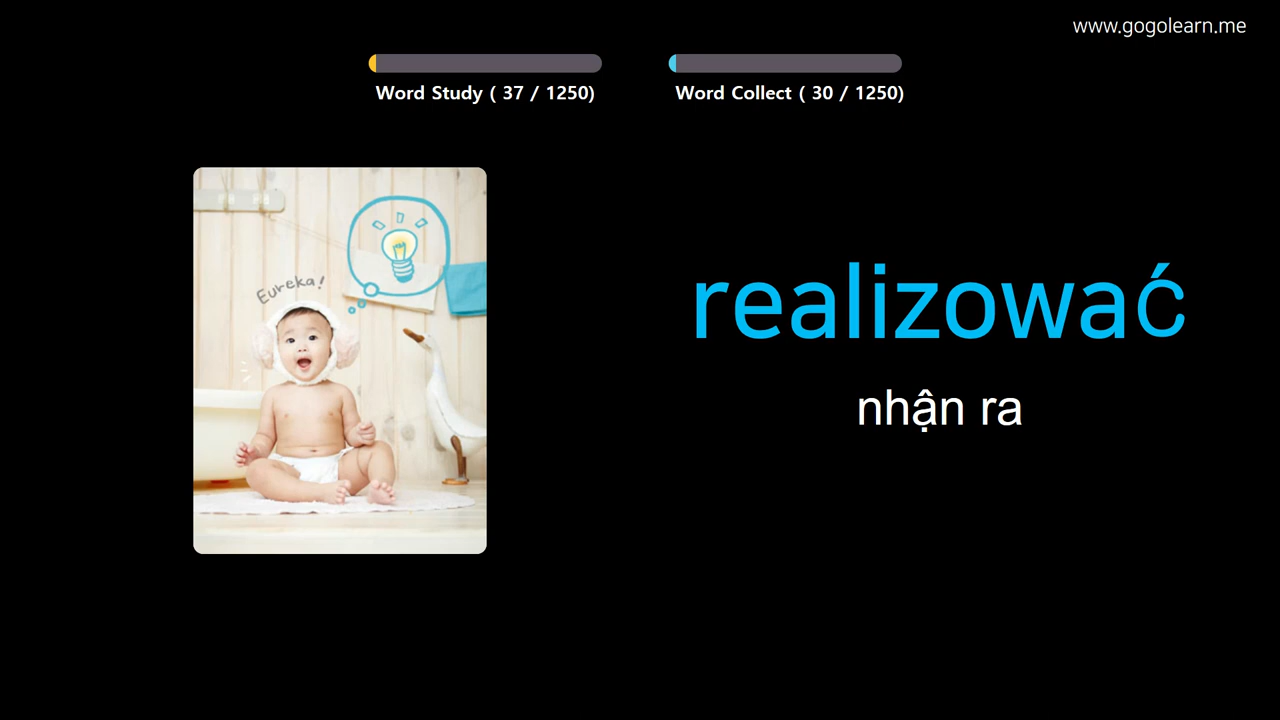 www.gogolearn.me
Word Study ( 37 / 1250)
Word Collect ( 30 / 1250)
Eureka!
realizować
nhận ra